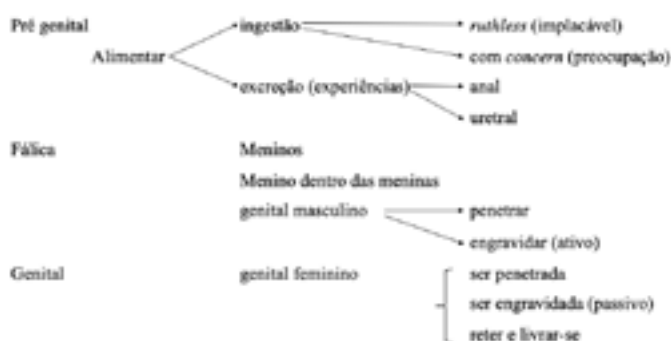 Pré genital ingestão ruthless (implacável)
Alimentar com concern (preocupação)
excreção (experiências) anal
uretral
Fálica Meninos
Menino dentro das meninas
genital masculino penetrar
engravidar (ativo)
Genital genital feminino ser penetrada
ser engravidada (passivo)
reter e livrar-se